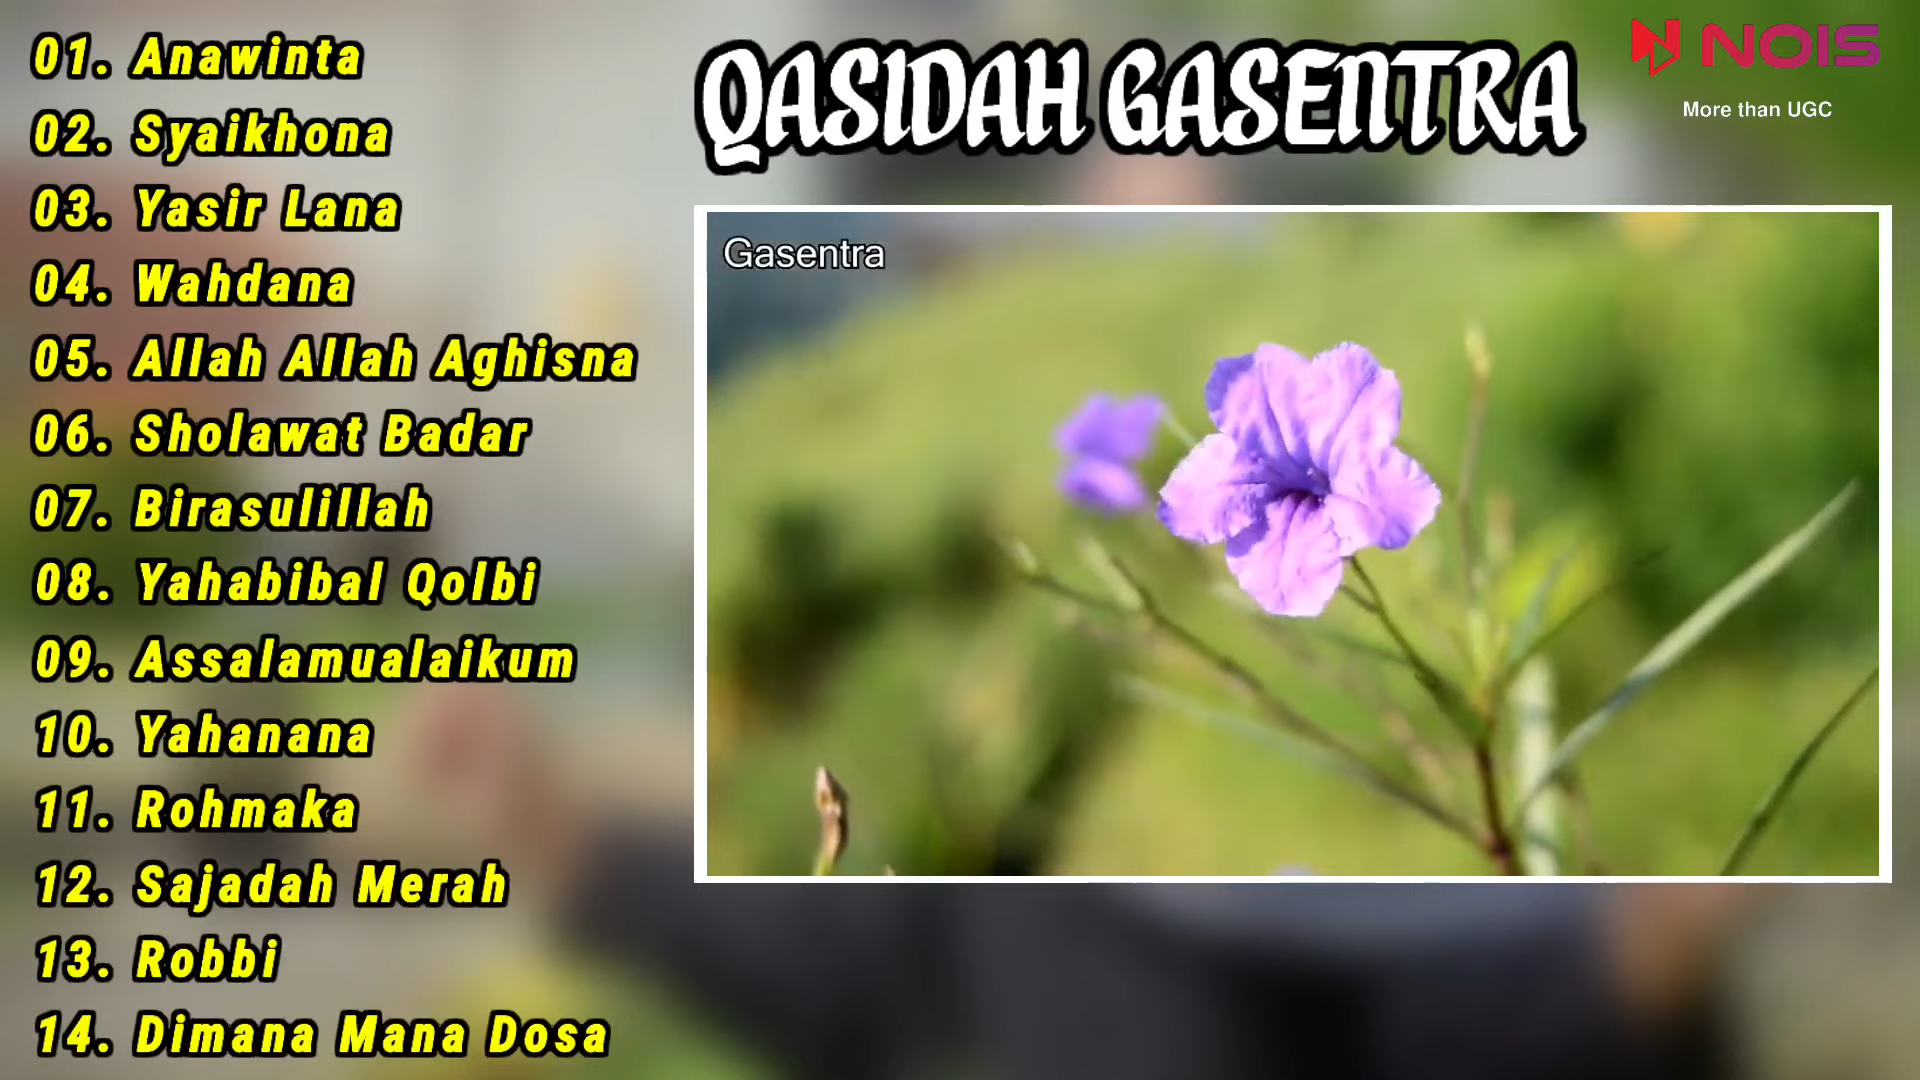 01. Anawinta
02. Syaikhona
03. Yasir Lana
04. Wahdana
05. Allah Allah Aghisna
06. Sholawat Badar
07. Birasulillah
08. Yahabibal Qolbi
09. Assalamualaikum
10. Yahanana
11. Rohmaka
12. Sajadah Merah
13. Robbi
14. Dimana Mana Dosa
QASIDAH GASENTRA
NOIS
More than UGC
Gasentra